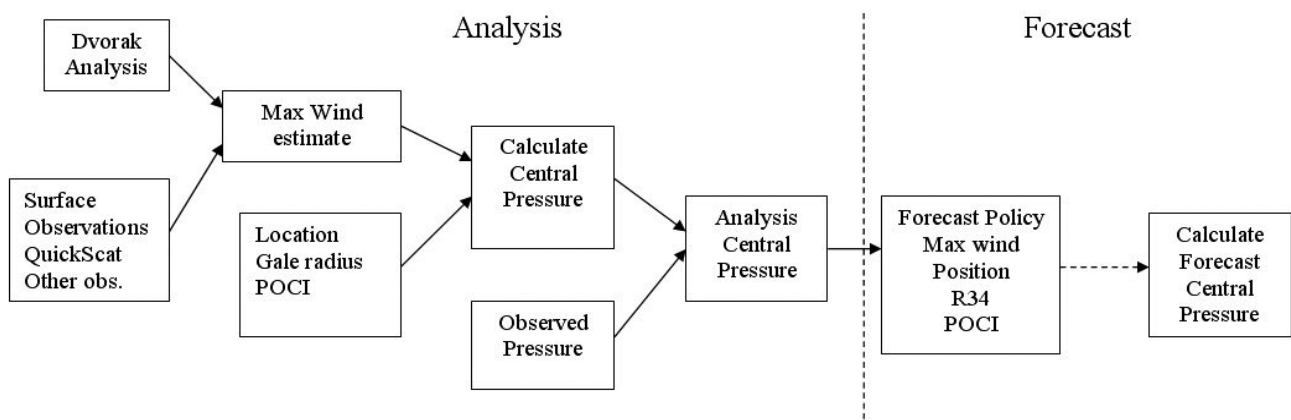 Analysis
Forecast
Dvorak
Analysis
Max Wind
estimate
Surface
Observations
QuickScat
Other obs.
Location
Gale radius
POCI
Calculate
Central
Pressure
Observed
Pressure
Analysis
Central
Pressure
Forecast Policy
Max wind
Position
R34
POCI
Calculate
Forecast
Central
Pressure